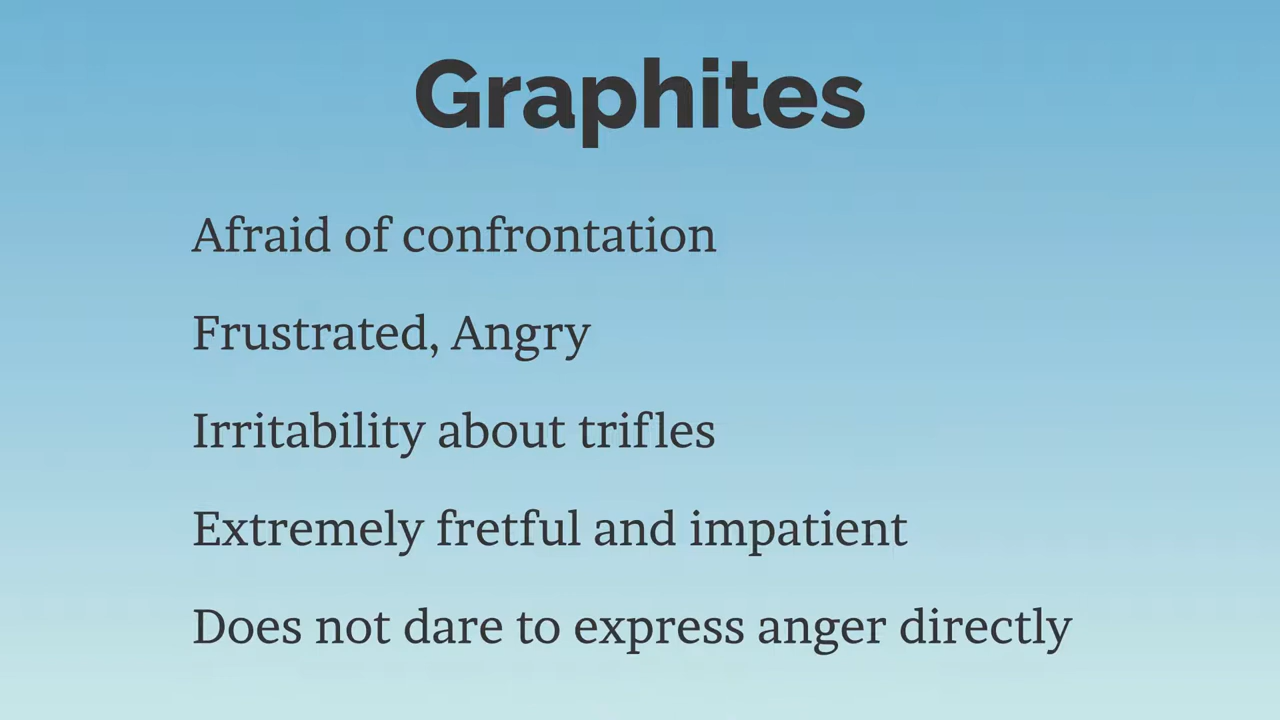 Graphites
Afraid of confrontation
Frustrated, Angry
Irritability about trifles
Extremely fretful and impatient
Does not dare to express anger directly